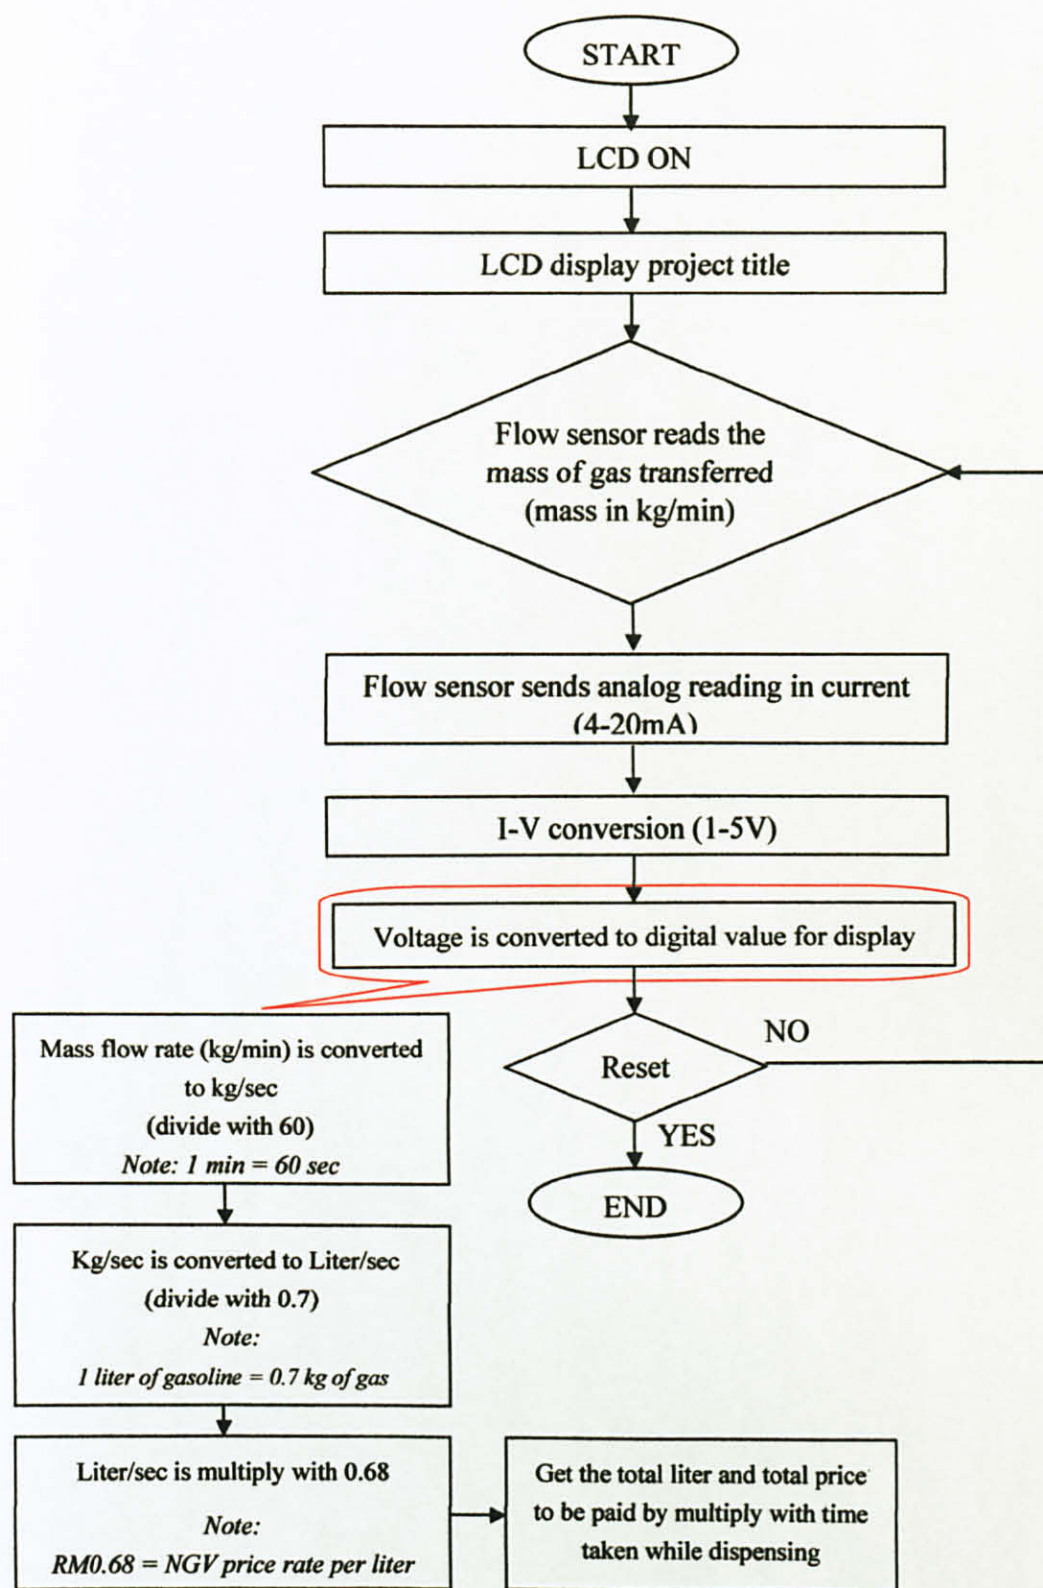 START
LCD ON
LCD display project title
Flow sensor reads the
mass of gas transferred
(mass in kg/min)
Flow sensor sends analog reading in current
(4-20mA)
I-V conversion (1-5V)
Voltage is converted to digital value for display
Reset
NO
YES
END
Mass flow rate (kg/min) is converted
to kg/sec
(divide with 60)
Note: 1 min = 60 sec
Kg/sec is converted to Liter/sec
(divide with 0.7)
Note:
1 liter of gasoline = 0.7 kg of gas
Liter/sec is multiply with 0.68
Note:
RM0.68 = NGV price rate per liter
Get the total liter and total price
to be paid by multiply with time
taken while dispensing